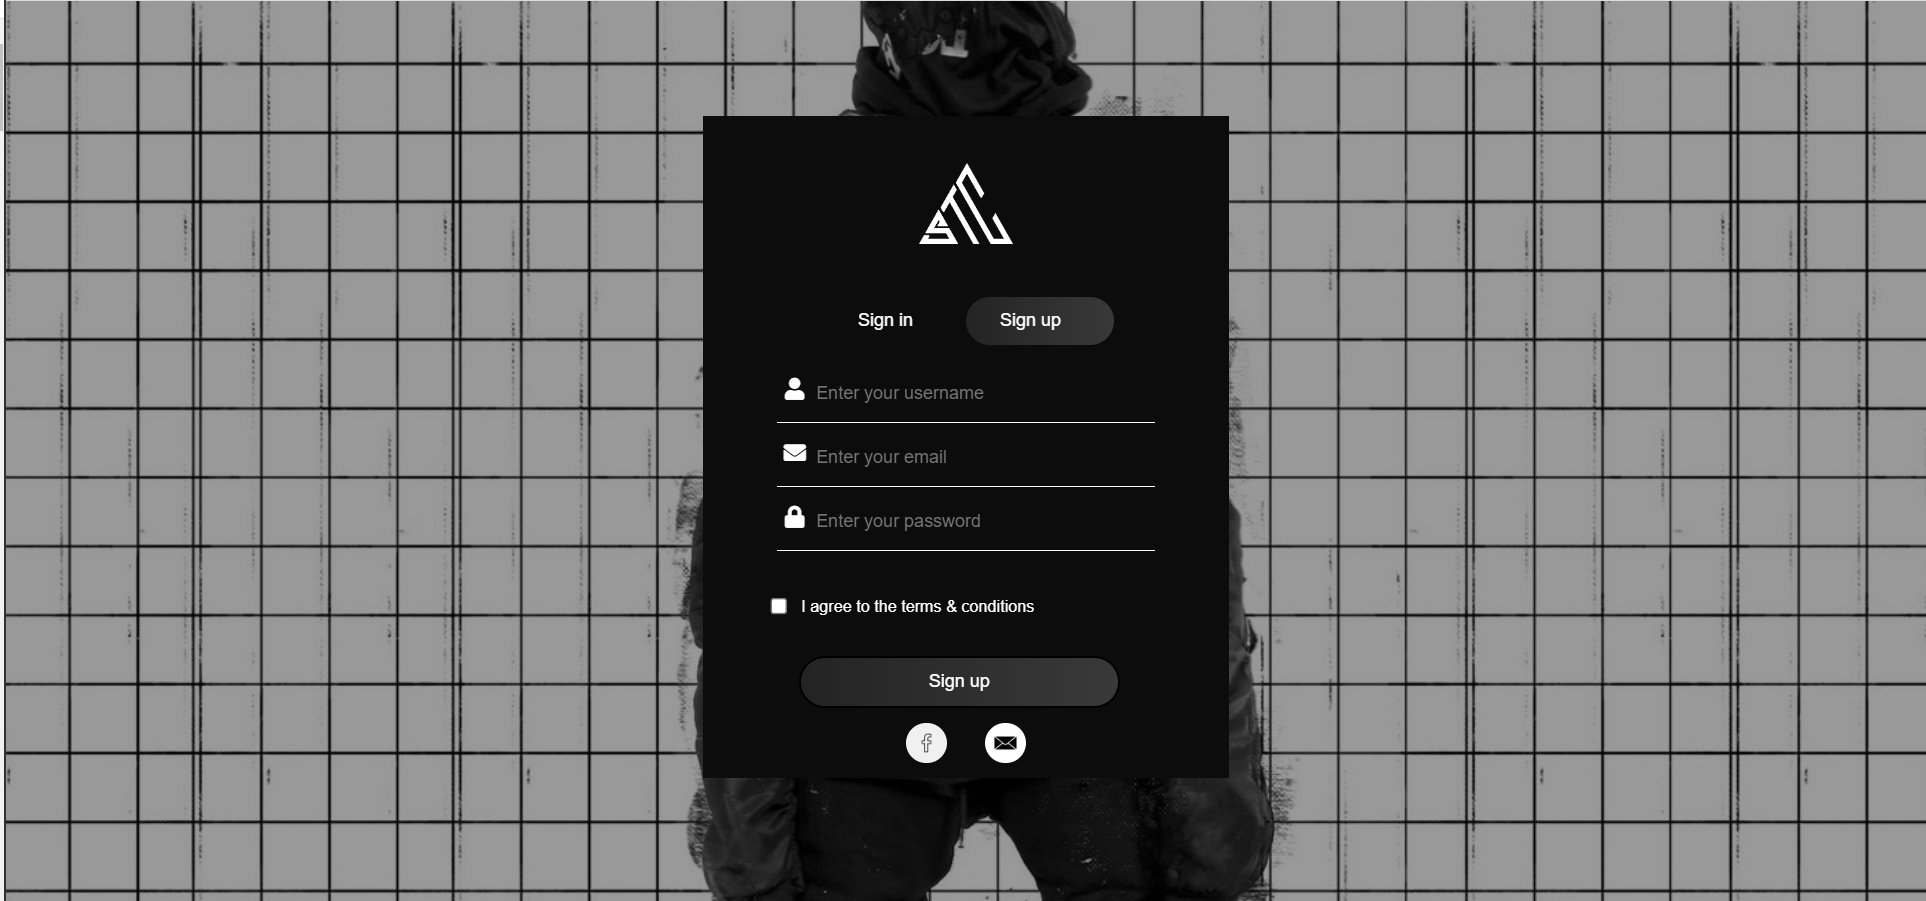 STC
Sign in
Sign up
Enter your username
Enter your email
Enter your password
I agree to the terms & conditions
Sign up
f